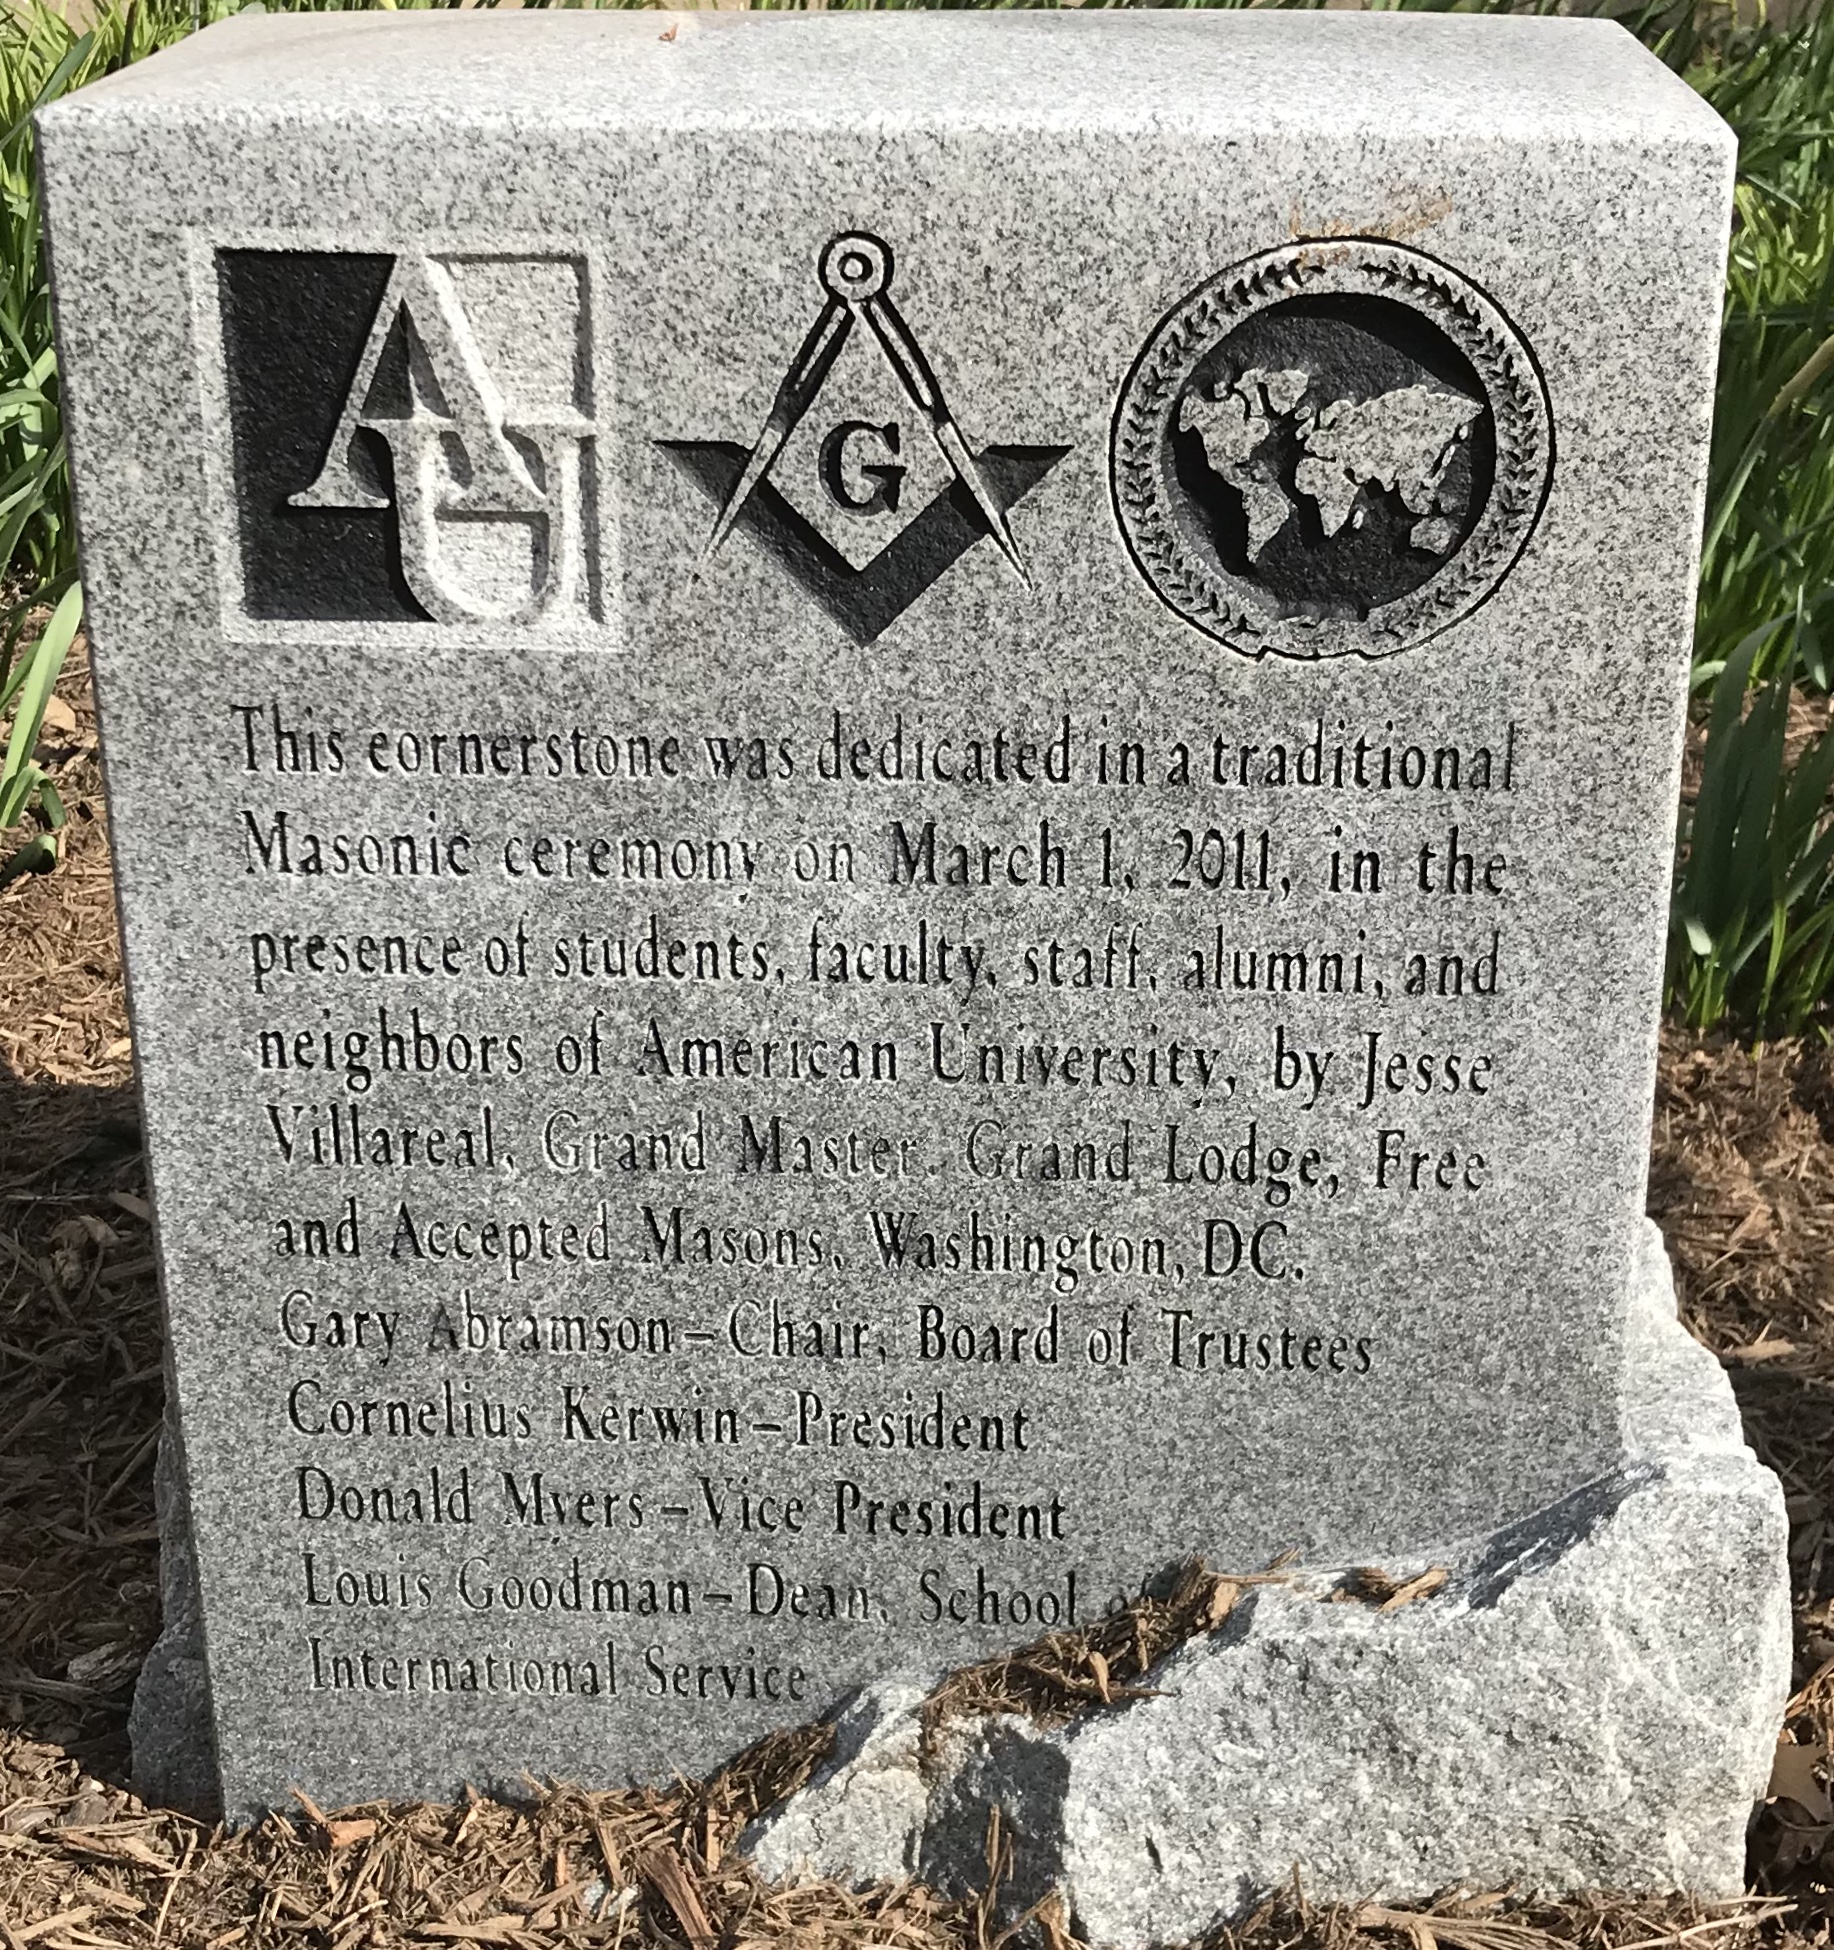 AU
G
This cornerstone was dedicated in a traditional
Masonic ceremony on March 1, 2011, in the
presence of students, faculty, staff, alumni, and
neighbors of American University, by Jesse
Villareal, Grand Master, Grand Lodge, Free
and Accepted Masons, Washington, DC.
Gary Abramson – Chair, Board of Trustees
Cornelius Kerwin – President
Donald Myers – Vice President
Louis Goodman – Dean, School of
International Service